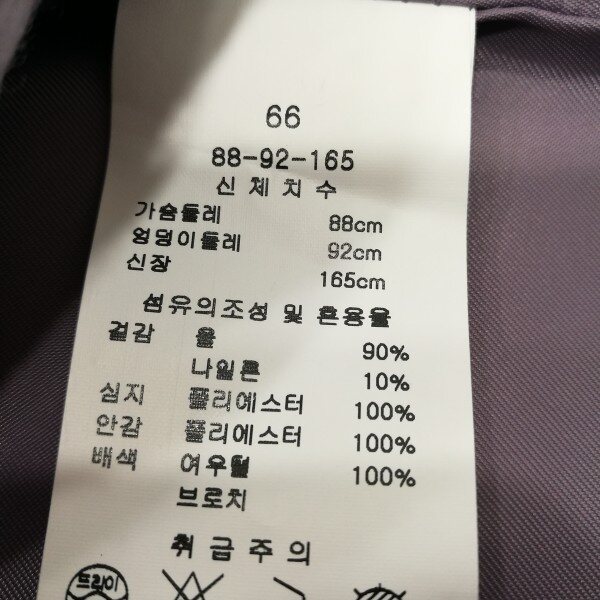 66
88-92-165
신체치수
가슴둘레 88cm
엉덩이둘레 92cm
신장 165cm
섬유의조성 및 혼용율
겉감 울 90%
나일론 10%
심지 폴리에스터 100%
안감 폴리에스터 100%
배색 여우털 100%
브로치
취급주의
드라이